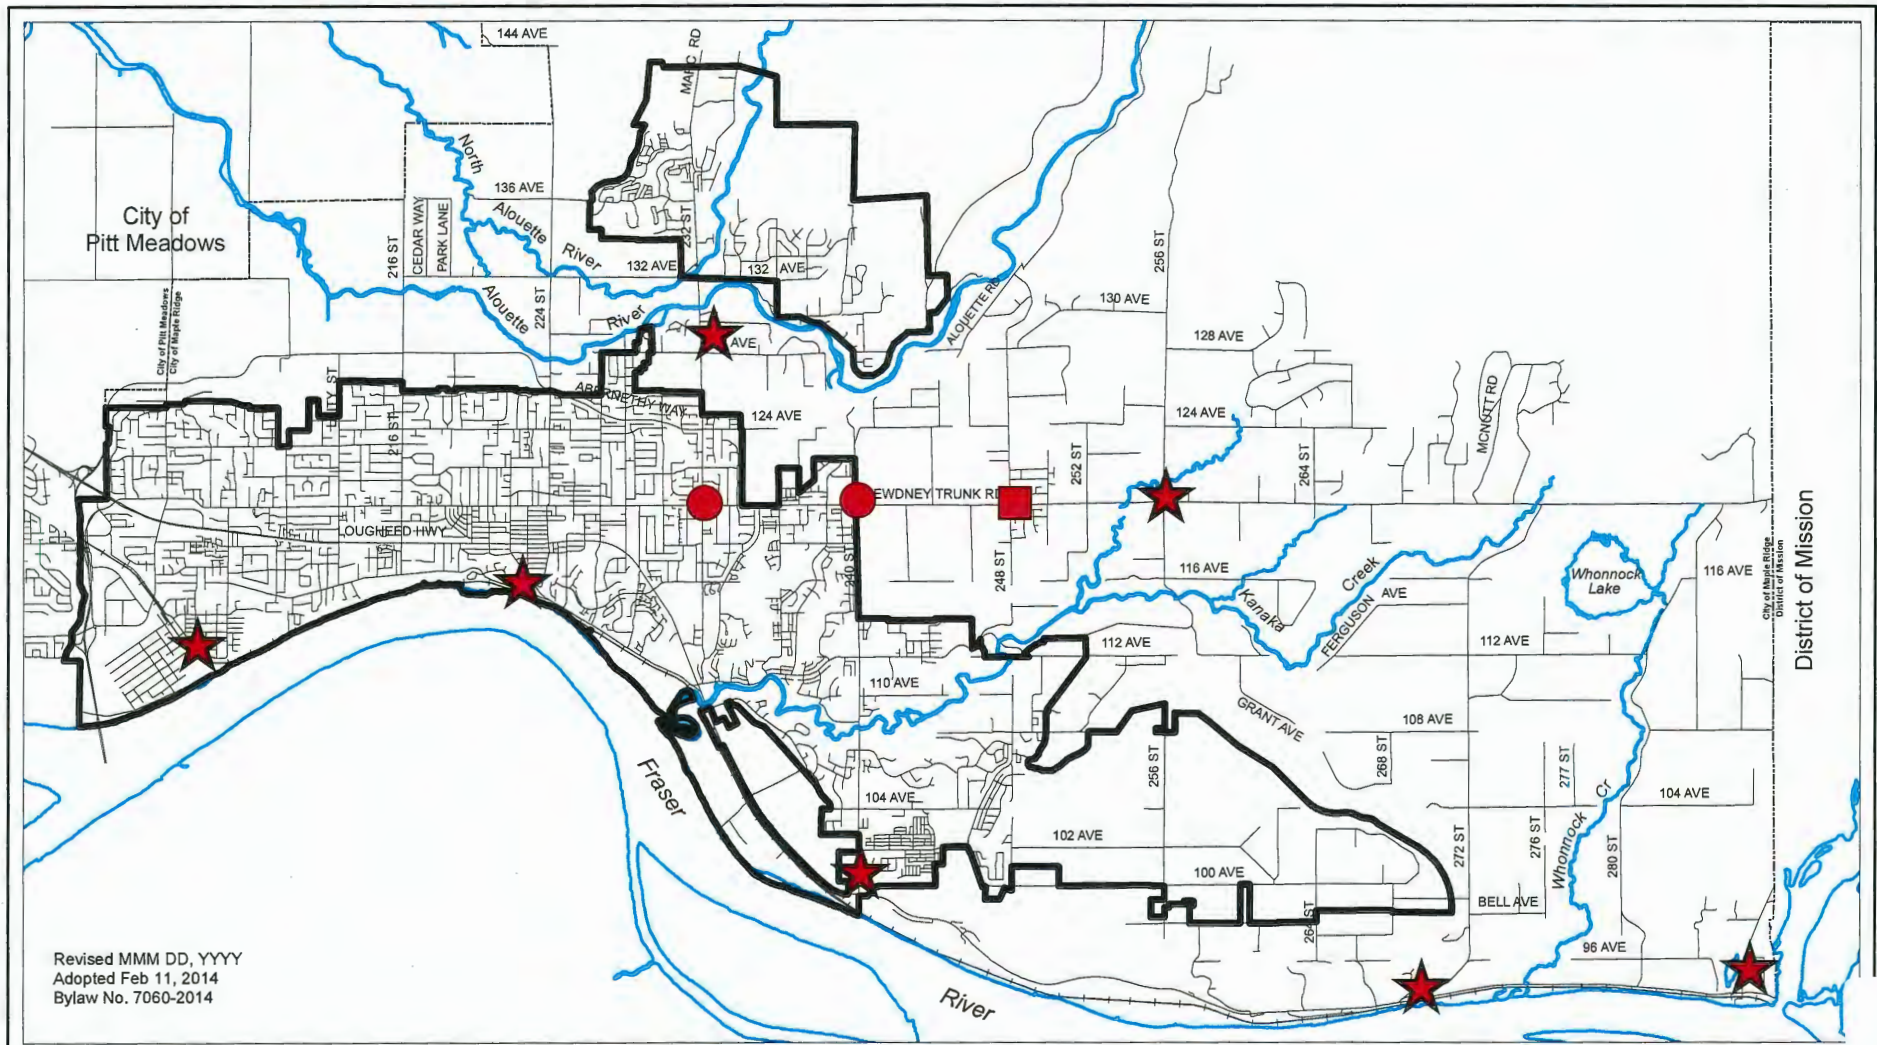 144 AVE
MARC RD
North
136 AVE
Alouette
River
City of
Pitt Meadows
CEDAR WAY
PARK LANE
216 ST
232 ST
256 ST
132 AVE
132 AVE
Alouette
224 ST
River
ALOUETTE RD
130 AVE
City of Pitt Meadows
City of Maple Ridge
128 AVE
AVE
ABERNETHY WAY
216 ST
124 AVE
124 AVE
252 ST
264 ST
MCNUTT RD
EWDNEY TRUNK RD
OUGHEED HWY
240 ST
248 ST
116 AVE
Kanaka
Creek
FERGUSON
AVE
Whonnock
Lake
116 AVE
City of Maple Ridge
District of Mission
District of Mission
112 AVE
112 AVE
110 AVE
GRANT AVE
108 AVE
256 ST
268 ST
277 ST
Fraser
104 AVE
104 AVE
102 AVE
272 ST
276 ST
Whonnock
Cr
280 ST
100 AVE
BELL AVE
264 ST
96 AVE
River
Revised MMM DD, YYYY
Adopted Feb 11, 2014
Bylaw No. 7060-2014